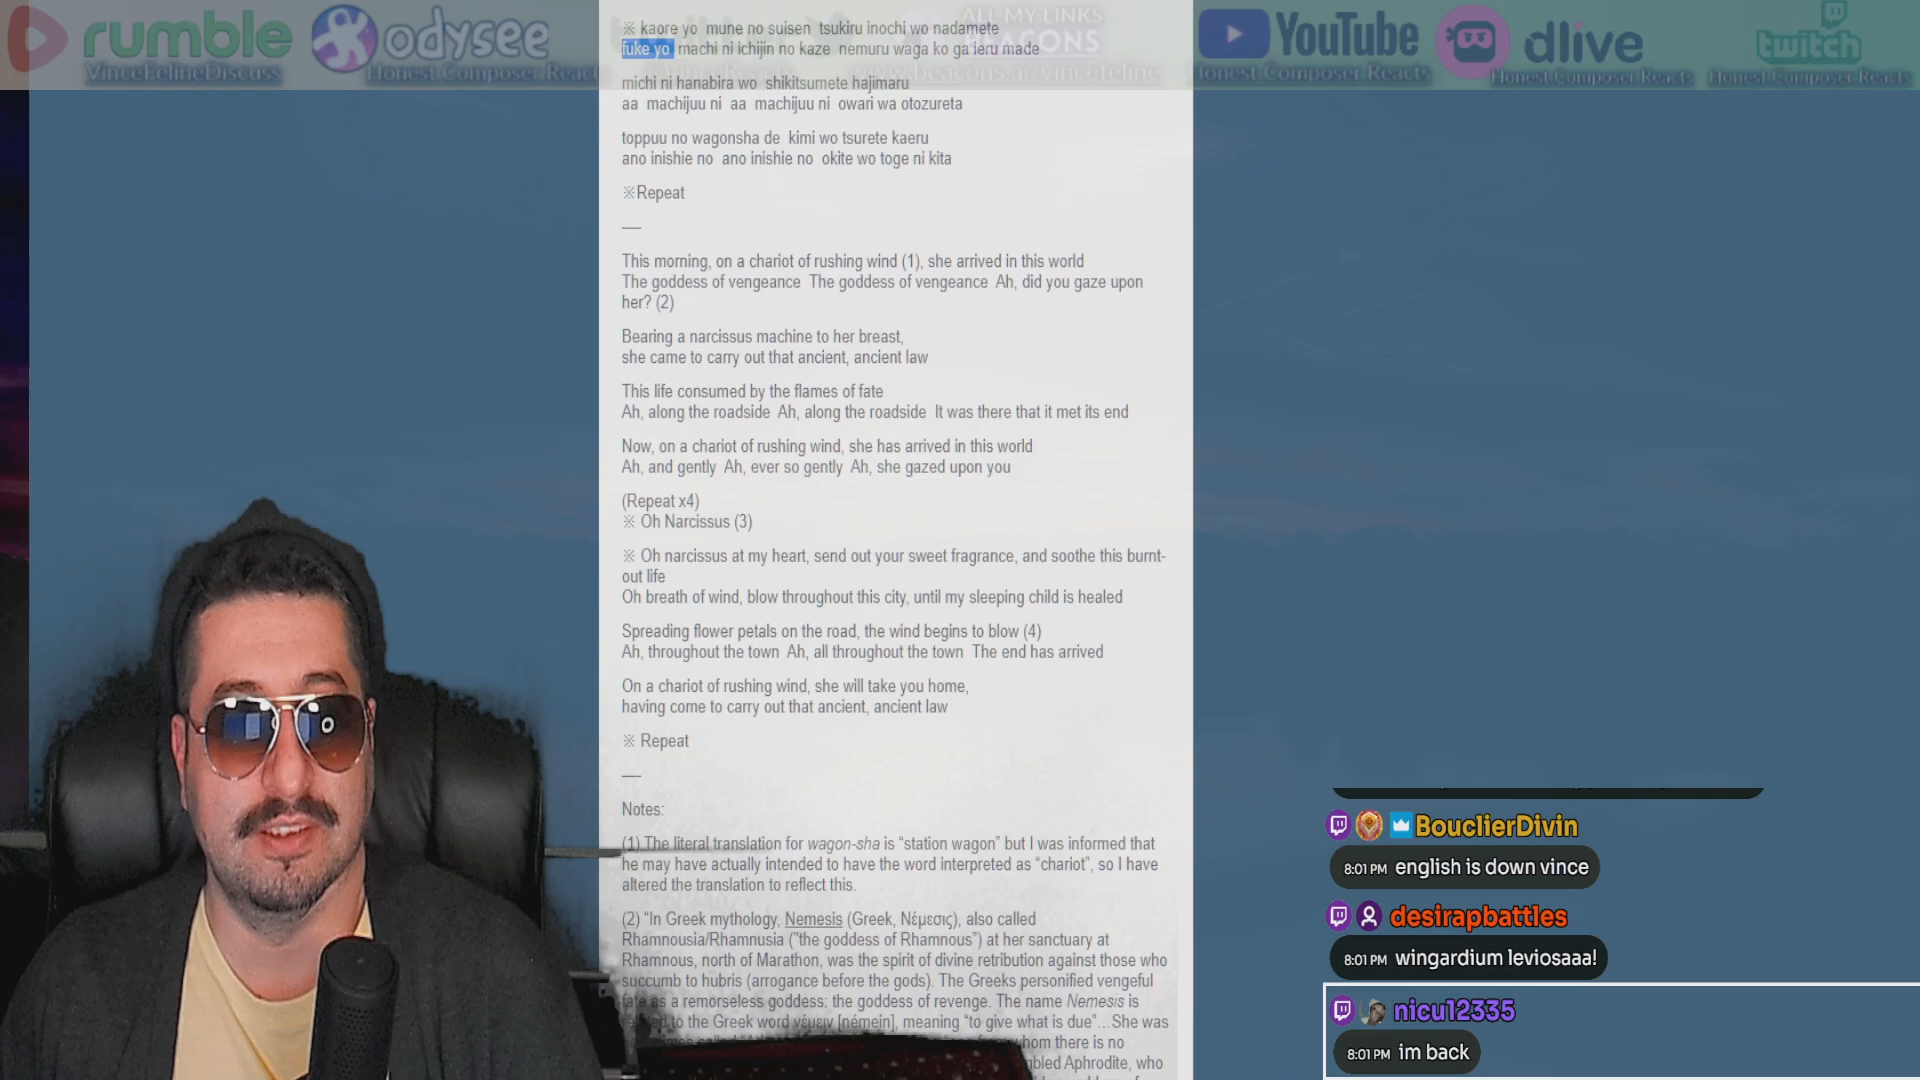 rumble
VinceFelineDiscuss
odysee
Honest.Composer.React
ALL MY LINKS
BEACONS
www.beacons.ai/vincefeline
YouTube
Honest.Composer.Reacts
dlive
Honest.Composer.Reacts
twitch
Honest.Composer.Reacts
※ kaore yo mune no suisen tsukiru inochi wo nadamete
fuke yo machi ni ichijin no kaze nemuru waga ko ga ieru made
michi ni hanabira wo shikitsumete hajimaru
aa machijuu ni aa machijuu ni owari wa otozureta
toppuu no wagonsha de kimi wo tsurete kaeru
ano inishie no ano inishie no okite wo toge ni kita
※Repeat
—-
This morning, on a chariot of rushing wind (1), she arrived in this world
The goddess of vengeance The goddess of vengeance Ah, did you gaze upon
her? (2)
Bearing a narcissus machine to her breast,
she came to carry out that ancient, ancient law
This life consumed by the flames of fate
Ah, along the roadside Ah, along the roadside It was there that it met its end
Now, on a chariot of rushing wind, she has arrived in this world
Ah, and gently Ah, ever so gently Ah, she gazed upon you
(Repeat x4)
※ Oh Narcissus (3)
※ Oh narcissus at my heart, send out your sweet fragrance, and soothe this burnt-
out life
Oh breath of wind, blow throughout this city, until my sleeping child is healed
Spreading flower petals on the road, the wind begins to blow (4)
Ah, throughout the town Ah, all throughout the town The end has arrived
On a chariot of rushing wind, she will take you home,
having come to carry out that ancient, ancient law
※ Repeat
—-
Notes:
(1) The literal translation for wagon-sha is “station wagon” but I was informed that
he may have actually intended to have the word interpreted as “chariot”, so I have
altered the translation to reflect this.
(2) “In Greek mythology, Nemesis (Greek, Νέμεσις), also called
Rhamnousia/Rhamnusia (”the goddess of Rhamnous”) at her sanctuary at
Rhamnous, north of Marathon, was the spirit of divine retribution against those who
succumb to hubris (arrogance before the gods). The Greeks personified vengeful
fate as a remorseless goddess: the goddess of revenge. The name Nemesis is
to the Greek word νέμειν [némein], meaning “to give what is due”…She was
whom there is no
Aphrodite, who
BouclierDivin
8:01 PM english is down vince
desirapbattles
8:01 PM wingardium leviosaaa!
nicu12335
8:01 PM im back